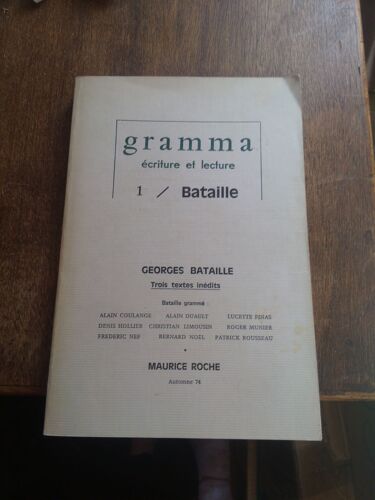 gramma
écriture et lecture
1 / Bataille
GEORGES BATAILLE
Trois textes inédits
Bataille grammé :
ALAIN COULANGE ALAIN DUAULT LUCETTE FINAS
DENIS HOLLIER CHRISTIAN LIMOUSIN ROGER MUNIER
FREDERIC NEF BERNARD NOËL PATRICK ROUSSEAU
*
MAURICE ROCHE
Automne 74